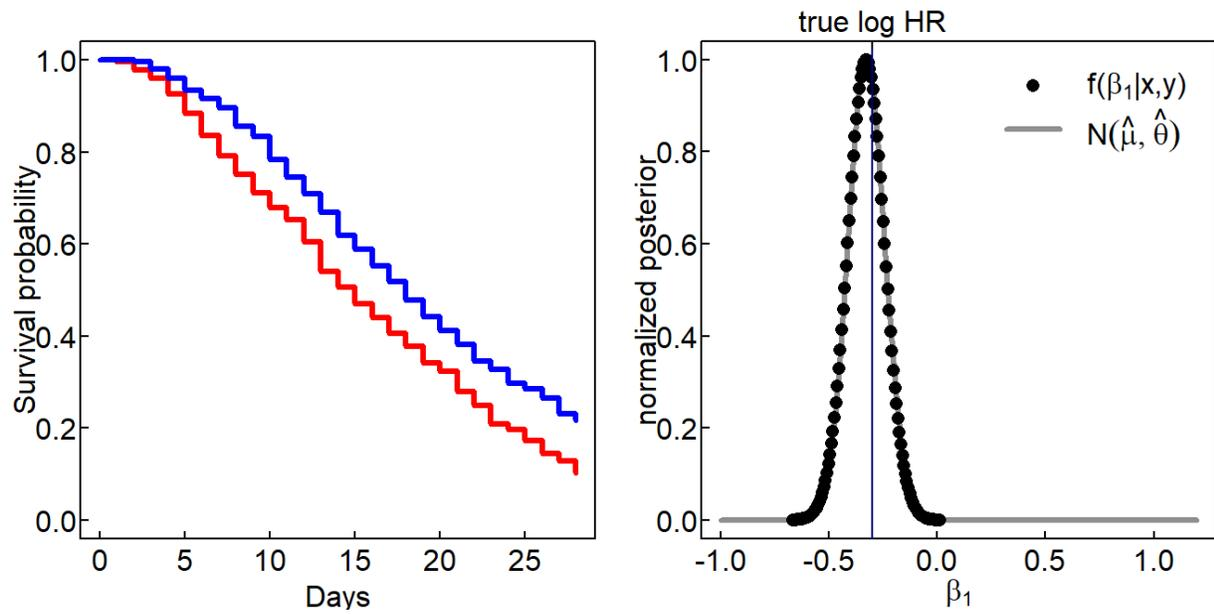 true log HR
Survival probability
1.0
0.8
0.6
0.4
0.2
0.0
0 5 10 15 20 25
Days
normalized posterior
1.0
0.8
0.6
0.4
0.2
0.0
f(β₁|x,y)
N(μ̂, θ̂)
-1.0 -0.5 0.0 0.5 1.0
β₁